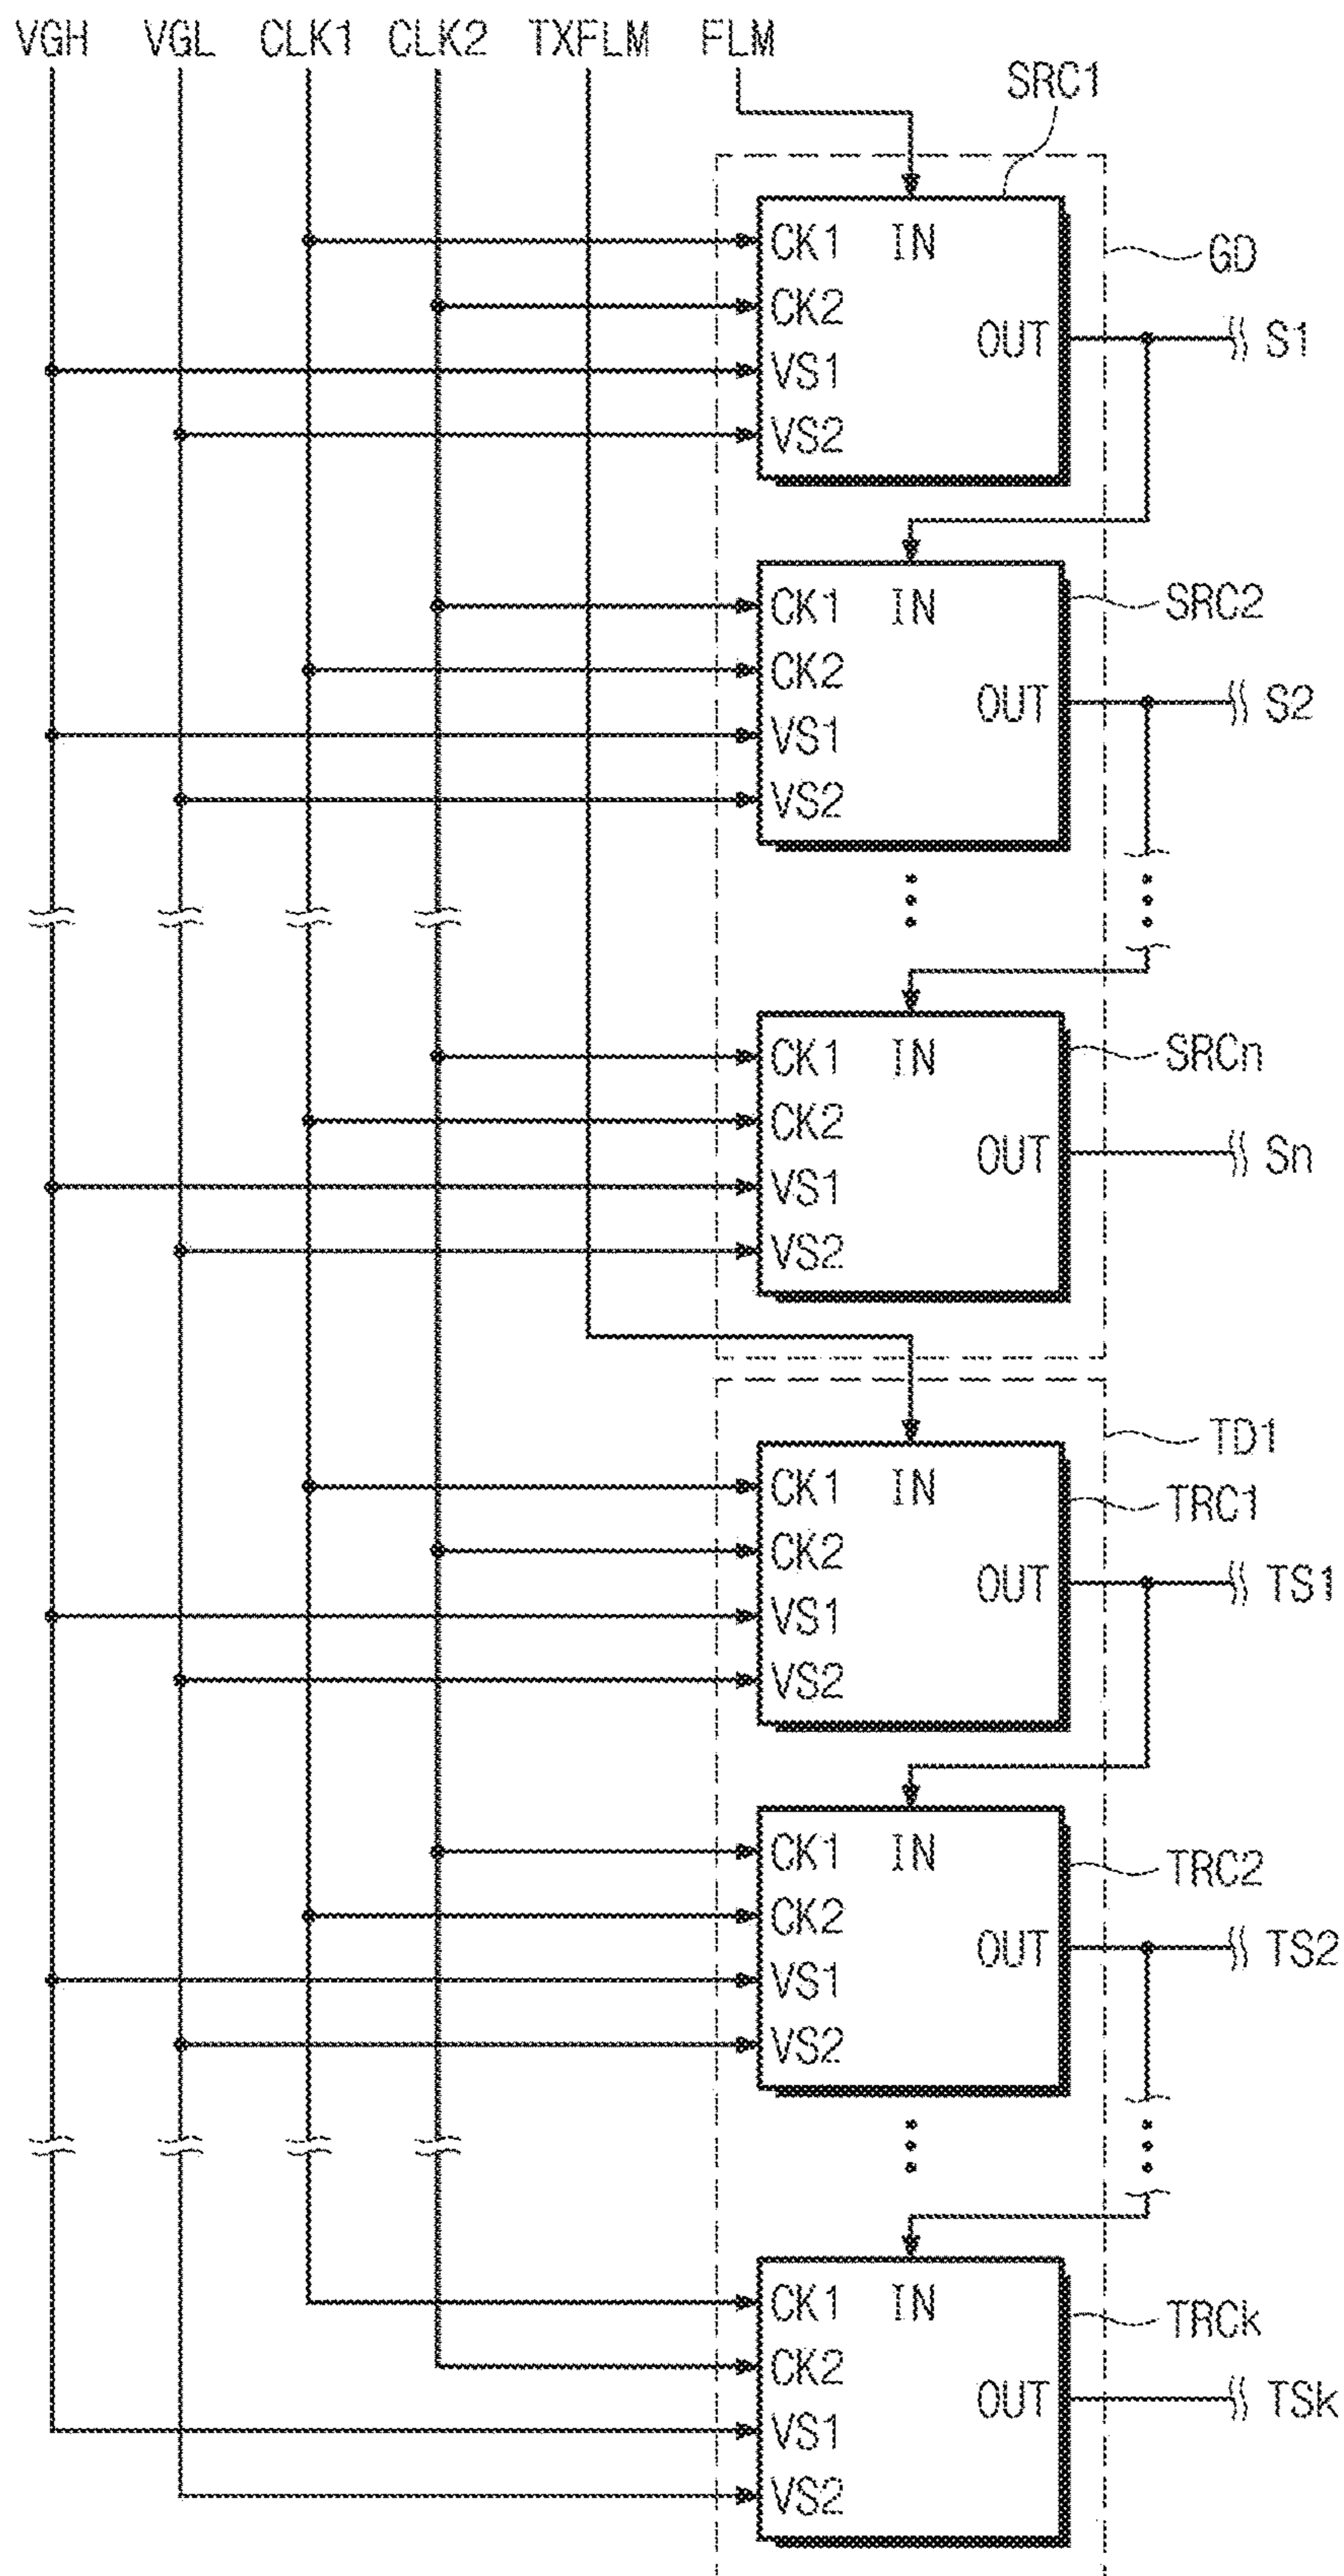 VGH VGL CLK1 CLK2 TXFLM FLM
SRC1
CK1 IN
GD
CK2
OUT S1
VS1
VS2
CK1 IN
SRC2
CK2
OUT S2
VS1
VS2
CK1 IN
SRCn
CK2
OUT Sn
VS1
VS2
TD1
CK1 IN
TRC1
CK2
OUT TS1
VS1
VS2
CK1 IN
TRC2
CK2
OUT TS2
VS1
VS2
CK1 IN
TRCk
CK2
OUT TSk
VS1
VS2